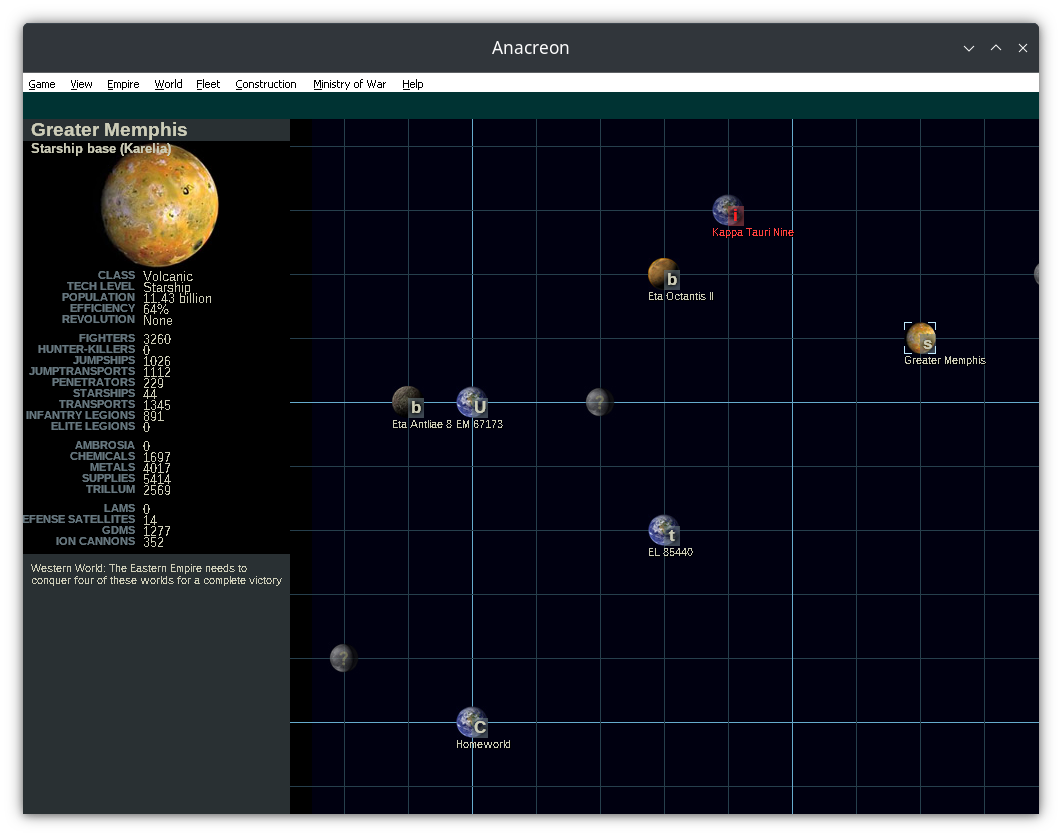 Anacreon
Game View Empire World Fleet Construction Ministry of War Help
Greater Memphis
Starship base (Karelia)
CLASS Volcanic
TECH LEVEL Starship
POPULATION 11.43 billion
EFFICIENCY 64%
REVOLUTION None
FIGHTERS 3260
HUNTER-KILLERS 0
JUMPSHIPS 1026
JUMPTRANSPORTS 1112
PENETRATORS 229
STARSHIPS 44
TRANSPORTS 1345
INFANTRY LEGIONS 891
ELITE LEGIONS 0
AMBROSIA 0
CHEMICALS 1697
METALS 4017
SUPPLIES 5414
TRILLUM 2569
LAMS 0
EFENSE SATELLITES 14
GDMS 1277
ION CANNONS 352
Western World: The Eastern Empire needs to
conquer four of these worlds for a complete victory
i
Kappa Tauri Nine
b
Eta Octantis II
s
Greater Memphis
b U ?
Eta Antliae 8 EM 67173
t
EL 85440
?
C
Homeworld